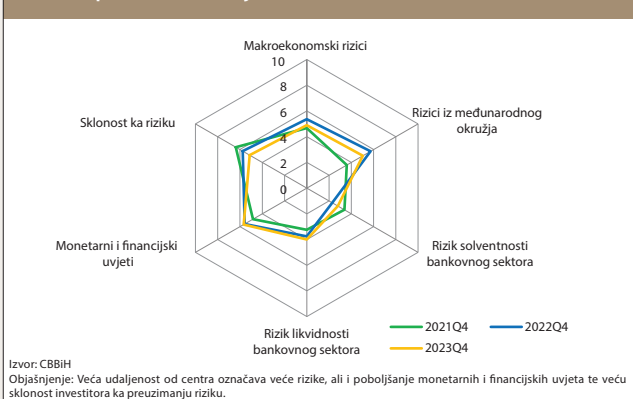 Makroekonomski rizici
10
8
6
4
2
0
Sklonost ka riziku
Rizici iz međunarodnog
okružja
Monetarni i financijski
uvjeti
Rizik solventnosti
bankovnog sektora
Rizik likvidnosti
bankovnog sektora
2021Q4
2022Q4
2023Q4
Izvor: CBBiH
Objašnjenje: Veća udaljenost od centra označava veće rizike, ali i poboljšanje monetarnih i financijskih uvjeta te veću
sklonost investitora ka preuzimanju riziku.